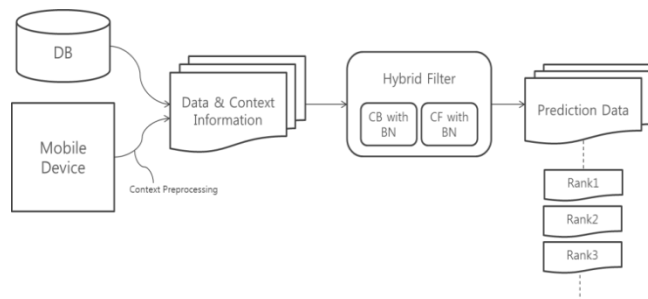 DB
Mobile
Device
Context Preprocessing
Data & Context
Information
Hybrid Filter
CB with
BN
CF with
BN
Prediction Data
Rank1
Rank2
Rank3